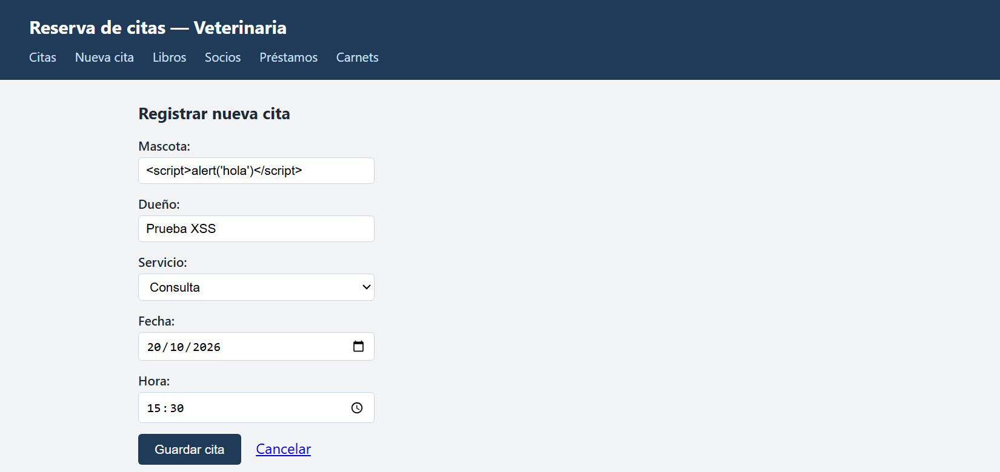 Reserva de citas — Veterinaria
Citas Nueva cita Libros Socios Préstamos Carnets
Registrar nueva cita
Mascota:
<script>alert('hola')</script>
Dueño:
Prueba XSS
Servicio:
Consulta
Fecha:
20/10/2026
Hora:
15:30
Guardar cita Cancelar